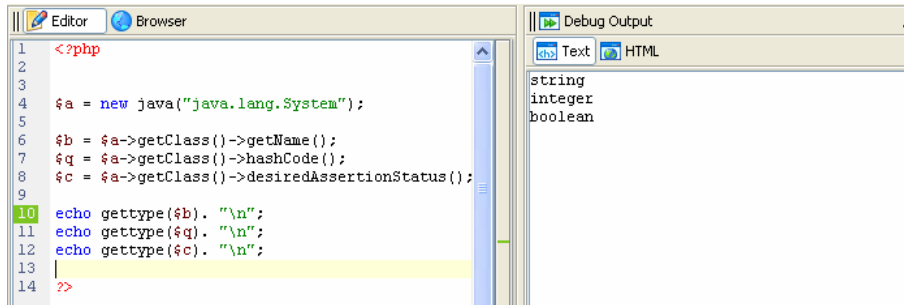 Editor Browser
1 <?php
2
3
4 $a = new java("java.lang.System");
5
6 $b = $a->getClass()->getName();
7 $q = $a->getClass()->hashCode();
8 $c = $a->getClass()->desiredAssertionStatus();
9
10 echo gettype($b). "\n";
11 echo gettype($q). "\n";
12 echo gettype($c). "\n";
13
14 ?>
Debug Output
<h> Text HTML
string
integer
boolean